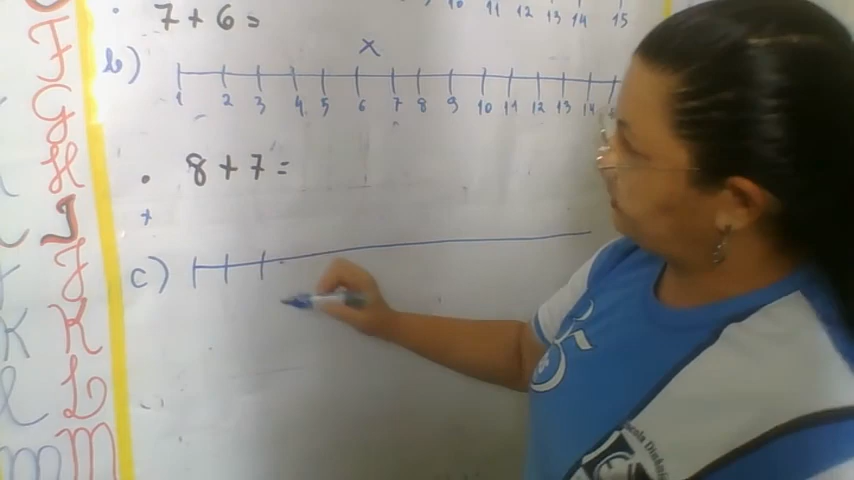 10 11 12 13 14 15
• 7 + 6 =
x
b)
1 2 3 4 5 6 7 8 9 10 11 12 13 14
• 8 + 7 =
+
c)
F
G
H
I
J
K
L
M